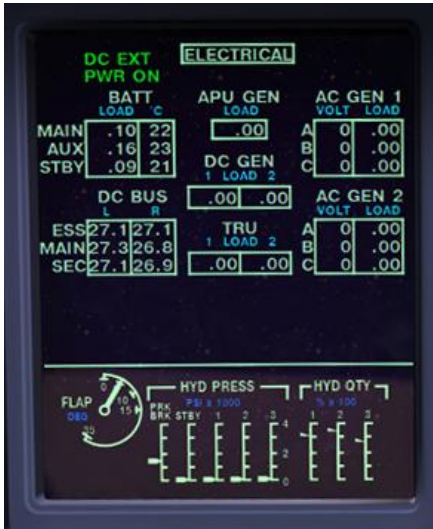 DC EXT
PWR ON
ELECTRICAL
BATT
LOAD C
MAIN .10 22
AUX .16 23
STBY .09 21
APU GEN
LOAD
.00
DC GEN
1 LOAD 2
.00 .00
AC GEN 1
VOLT LOAD
A 0 .00
B 0 .00
C 0 .00
DC BUS
L R
ESS 27.1 27.1
MAIN 27.3 26.8
SEC 27.1 26.9
TRU
1 LOAD 2
.00 .00
AC GEN 2
VOLT LOAD
A 0 .00
B 0 .00
C 0 .00
FLAP
DEG
0
10
15
35
HYD PRESS
PSI x 1000
PRK
BRK STBY 1 2 3
4
2
0
HYD QTY
% x 100
1 2 3